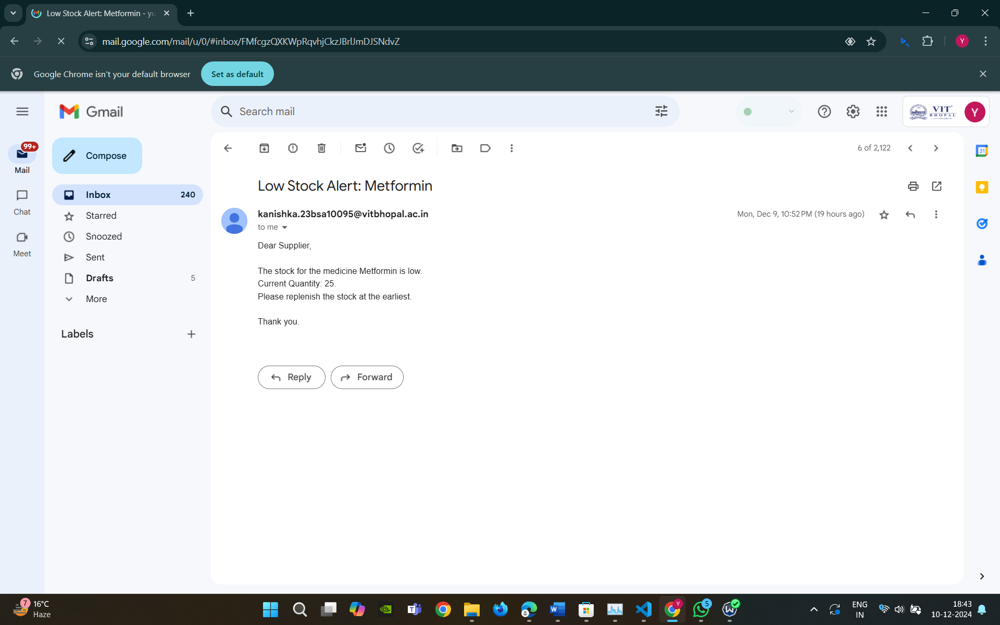 Low Stock Alert: Metformin - yu
mail.google.com/mail/u/0/#inbox/FMfcgzQXKWpRqvhjCkzJBrlJmDJSNdvZ
Y
Google Chrome isn't your default browser
Set as default
Gmail
Search mail
VIT
BHOPAL
Y
99+
Mail
Chat
Meet
Compose
Inbox 240
Starred
Snoozed
Sent
Drafts 5
More
Labels
6 of 2,122
31
Low Stock Alert: Metformin
kanishka.23bsa10095@vitbhopal.ac.in
Mon, Dec 9, 10:52 PM (19 hours ago)
to me
Dear Supplier,
The stock for the medicine Metformin is low.
Current Quantity: 25.
Please replenish the stock at the earliest.
Thank you.
Reply
Forward
7
16°C
Haze
Y
5
ENG
IN
18:43
10-12-2024